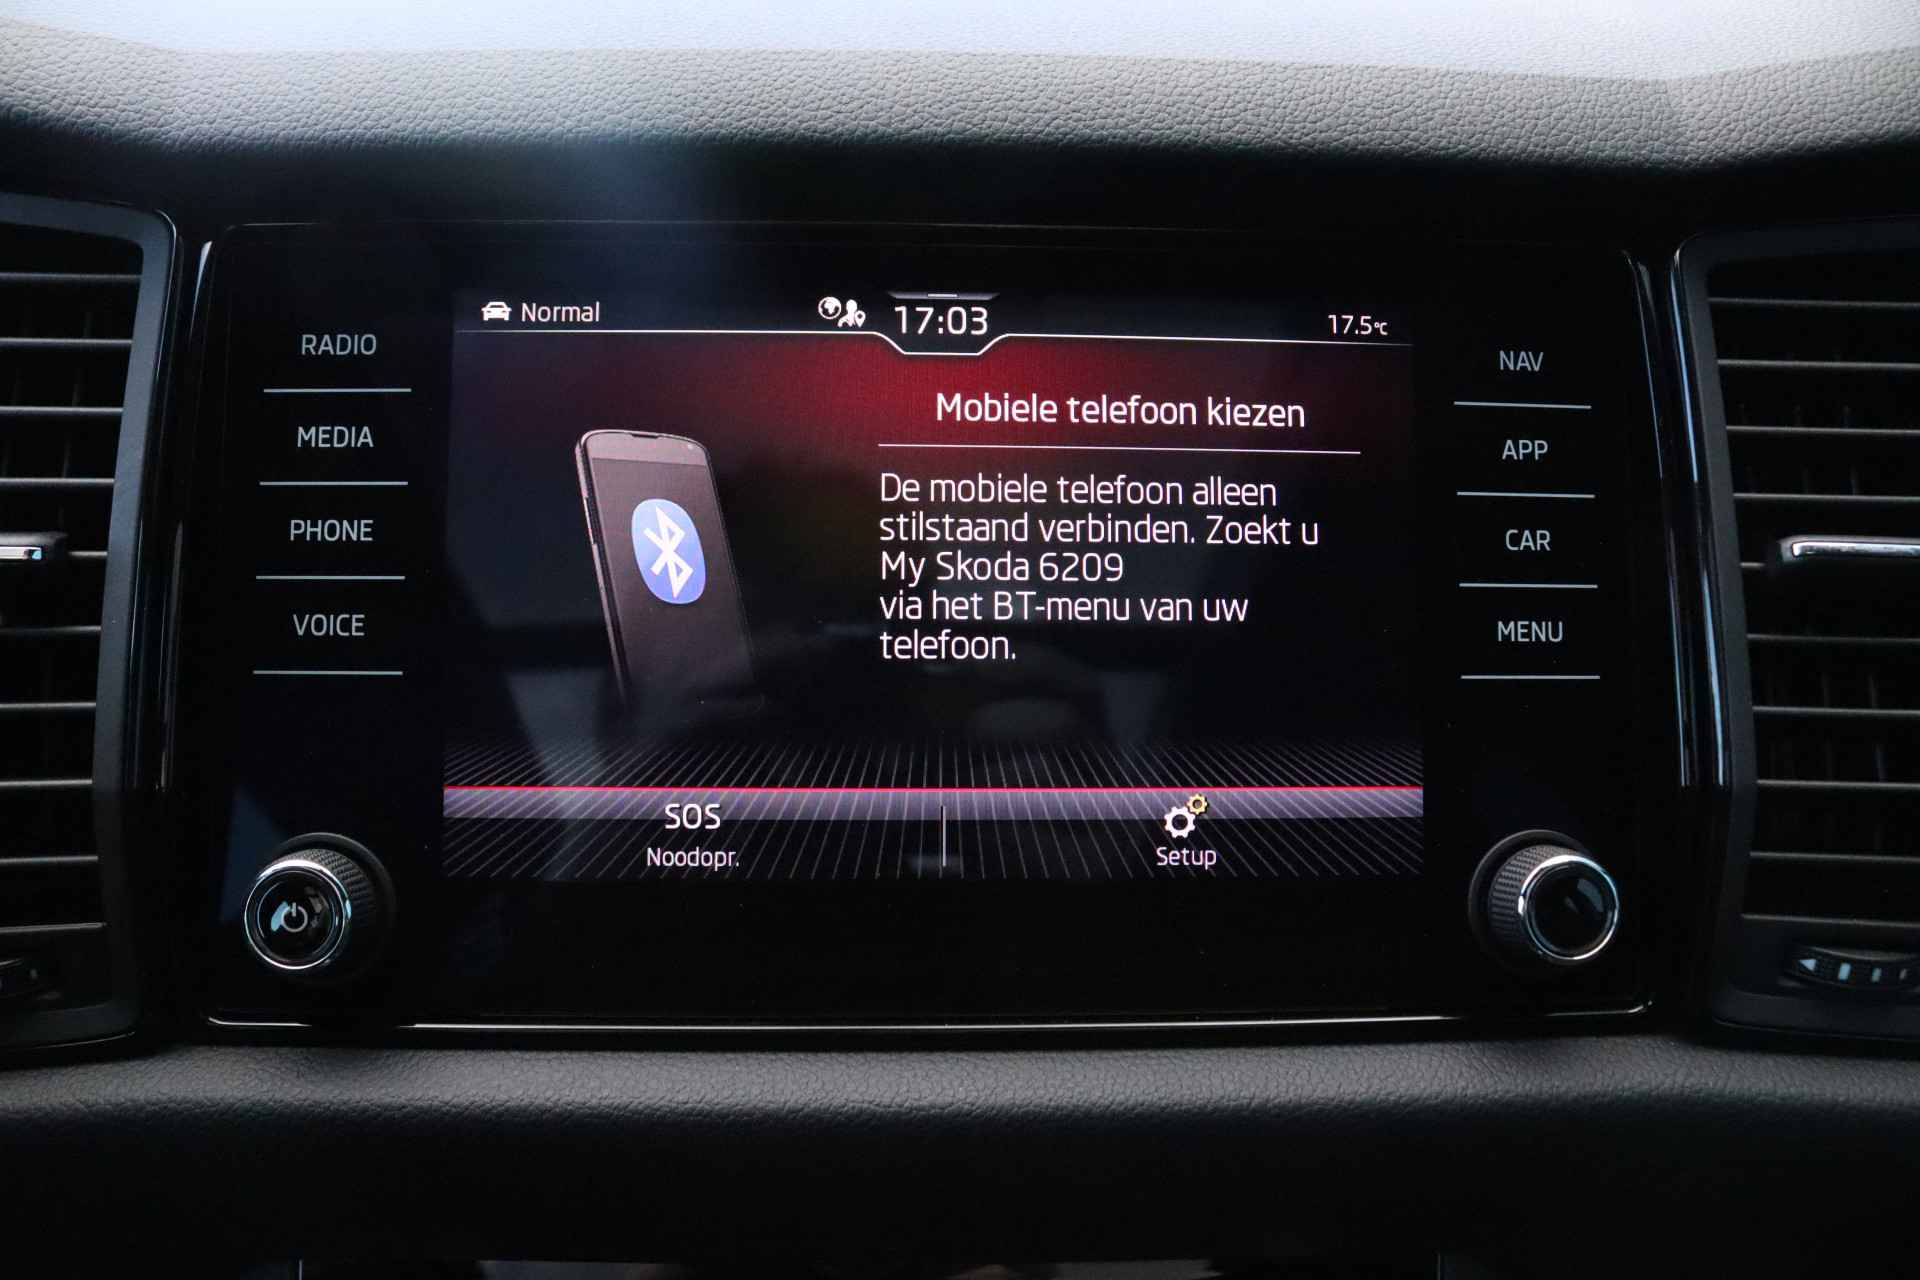 Normal
17:03
17.5°C
RADIO
MEDIA
PHONE
VOICE
Mobiele telefoon kiezen
De mobiele telefoon alleen
stilstaand verbinden. Zoekt u
My Skoda 6209
via het BT-menu van uw
telefoon.
NAV
APP
CAR
MENU
SOS
Noodopr.
Setup